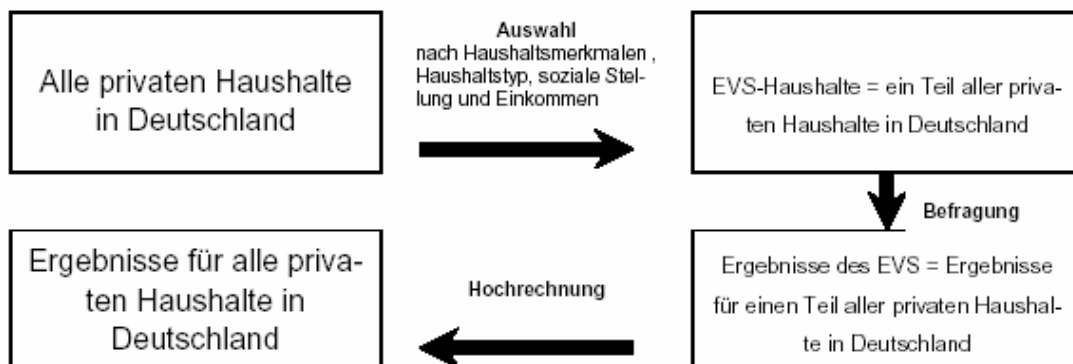 Alle privaten Haushalte
in Deutschland
Auswahl
nach Haushaltsmerkmalen ,
Haushaltstyp, soziale Stel-
lung und Einkommen
EVS-Haushalte = ein Teil aller priva-
ten Haushalte in Deutschland
Befragung
Ergebnisse des EVS = Ergebnisse
für einen Teil aller privaten Haushal-
te in Deutschland
Hochrechnung
Ergebnisse für alle priva-
ten Haushalte in
Deutschland